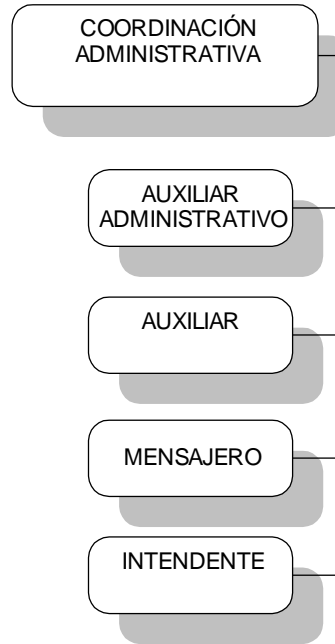 COORDINACIÓN
ADMINISTRATIVA
AUXILIAR
ADMINISTRATIVO
AUXILIAR
MENSAJERO
INTENDENTE